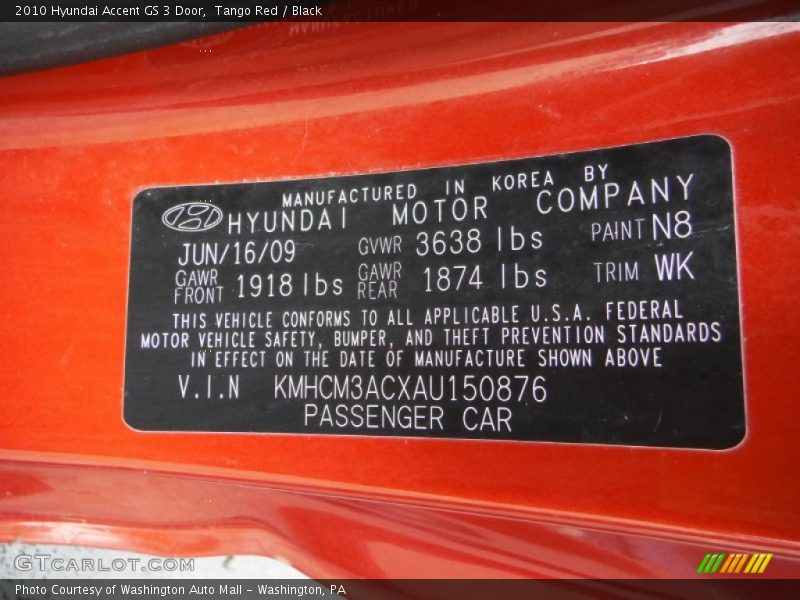 2010 Hyundai Accent GS 3 Door,  Tango Red / Black
MANUFACTURED IN KOREA BY
HYUNDAI MOTOR COMPANY
JUN/16/09 GVWR 3638 lbs PAINT N8
GAWR FRONT 1918 lbs GAWR REAR 1874 lbs TRIM WK
THIS VEHICLE CONFORMS TO ALL APPLICABLE U.S.A. FEDERAL
MOTOR VEHICLE SAFETY, BUMPER, AND THEFT PREVENTION STANDARDS
IN EFFECT ON THE DATE OF MANUFACTURE SHOWN ABOVE
V.I.N KMHCM3ACXAU150876
PASSENGER CAR
GTcarlot.com
Photo Courtesy of Washington Auto Mall - Washington, PA